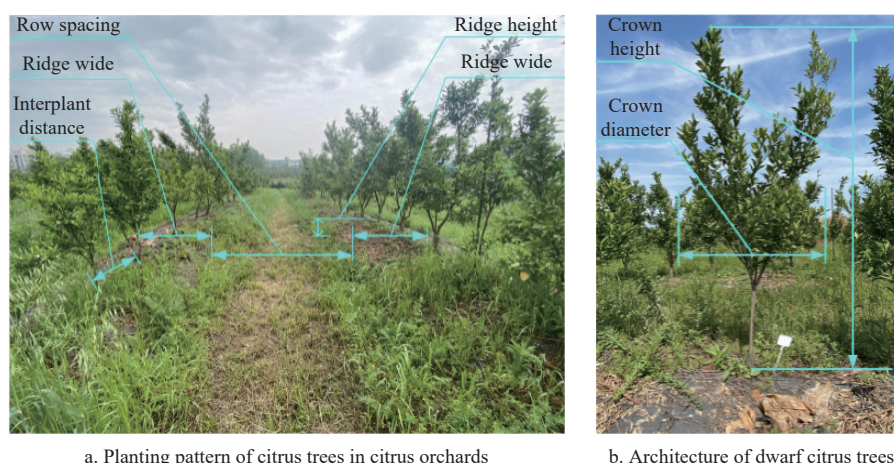 Row spacing
Ridge wide
Interplant
distance
Ridge height
Ridge wide
Crown
height
Crown
diameter
a. Planting pattern of citrus trees in citrus orchards
b. Architecture of dwarf citrus trees